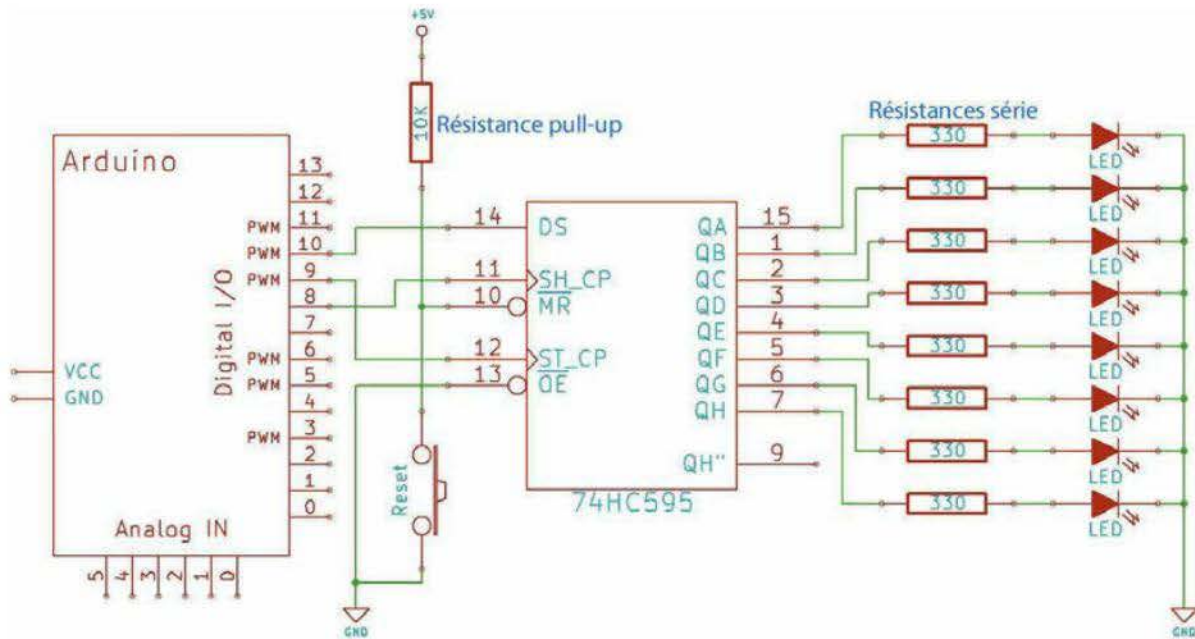 +5V
10K
Résistance pull-up
Résistances série
Arduino
13
12
PWM 11
PWM 10
PWM 9
8
7
PWM 6
PWM 5
4
PWM 3
2
1
0
Digital I/O
VCC
GND
Analog IN
5 4 3 2 1 0
Reset
GND
14 DS
11 SH_CP
10 MR
12 ST_CP
13 OE
QA 15
QB 1
QC 2
QD 3
QE 4
QF 5
QG 6
QH 7
QH" 9
74HC595
330 LED
330 LED
330 LED
330 LED
330 LED
330 LED
330 LED
330 LED
GND